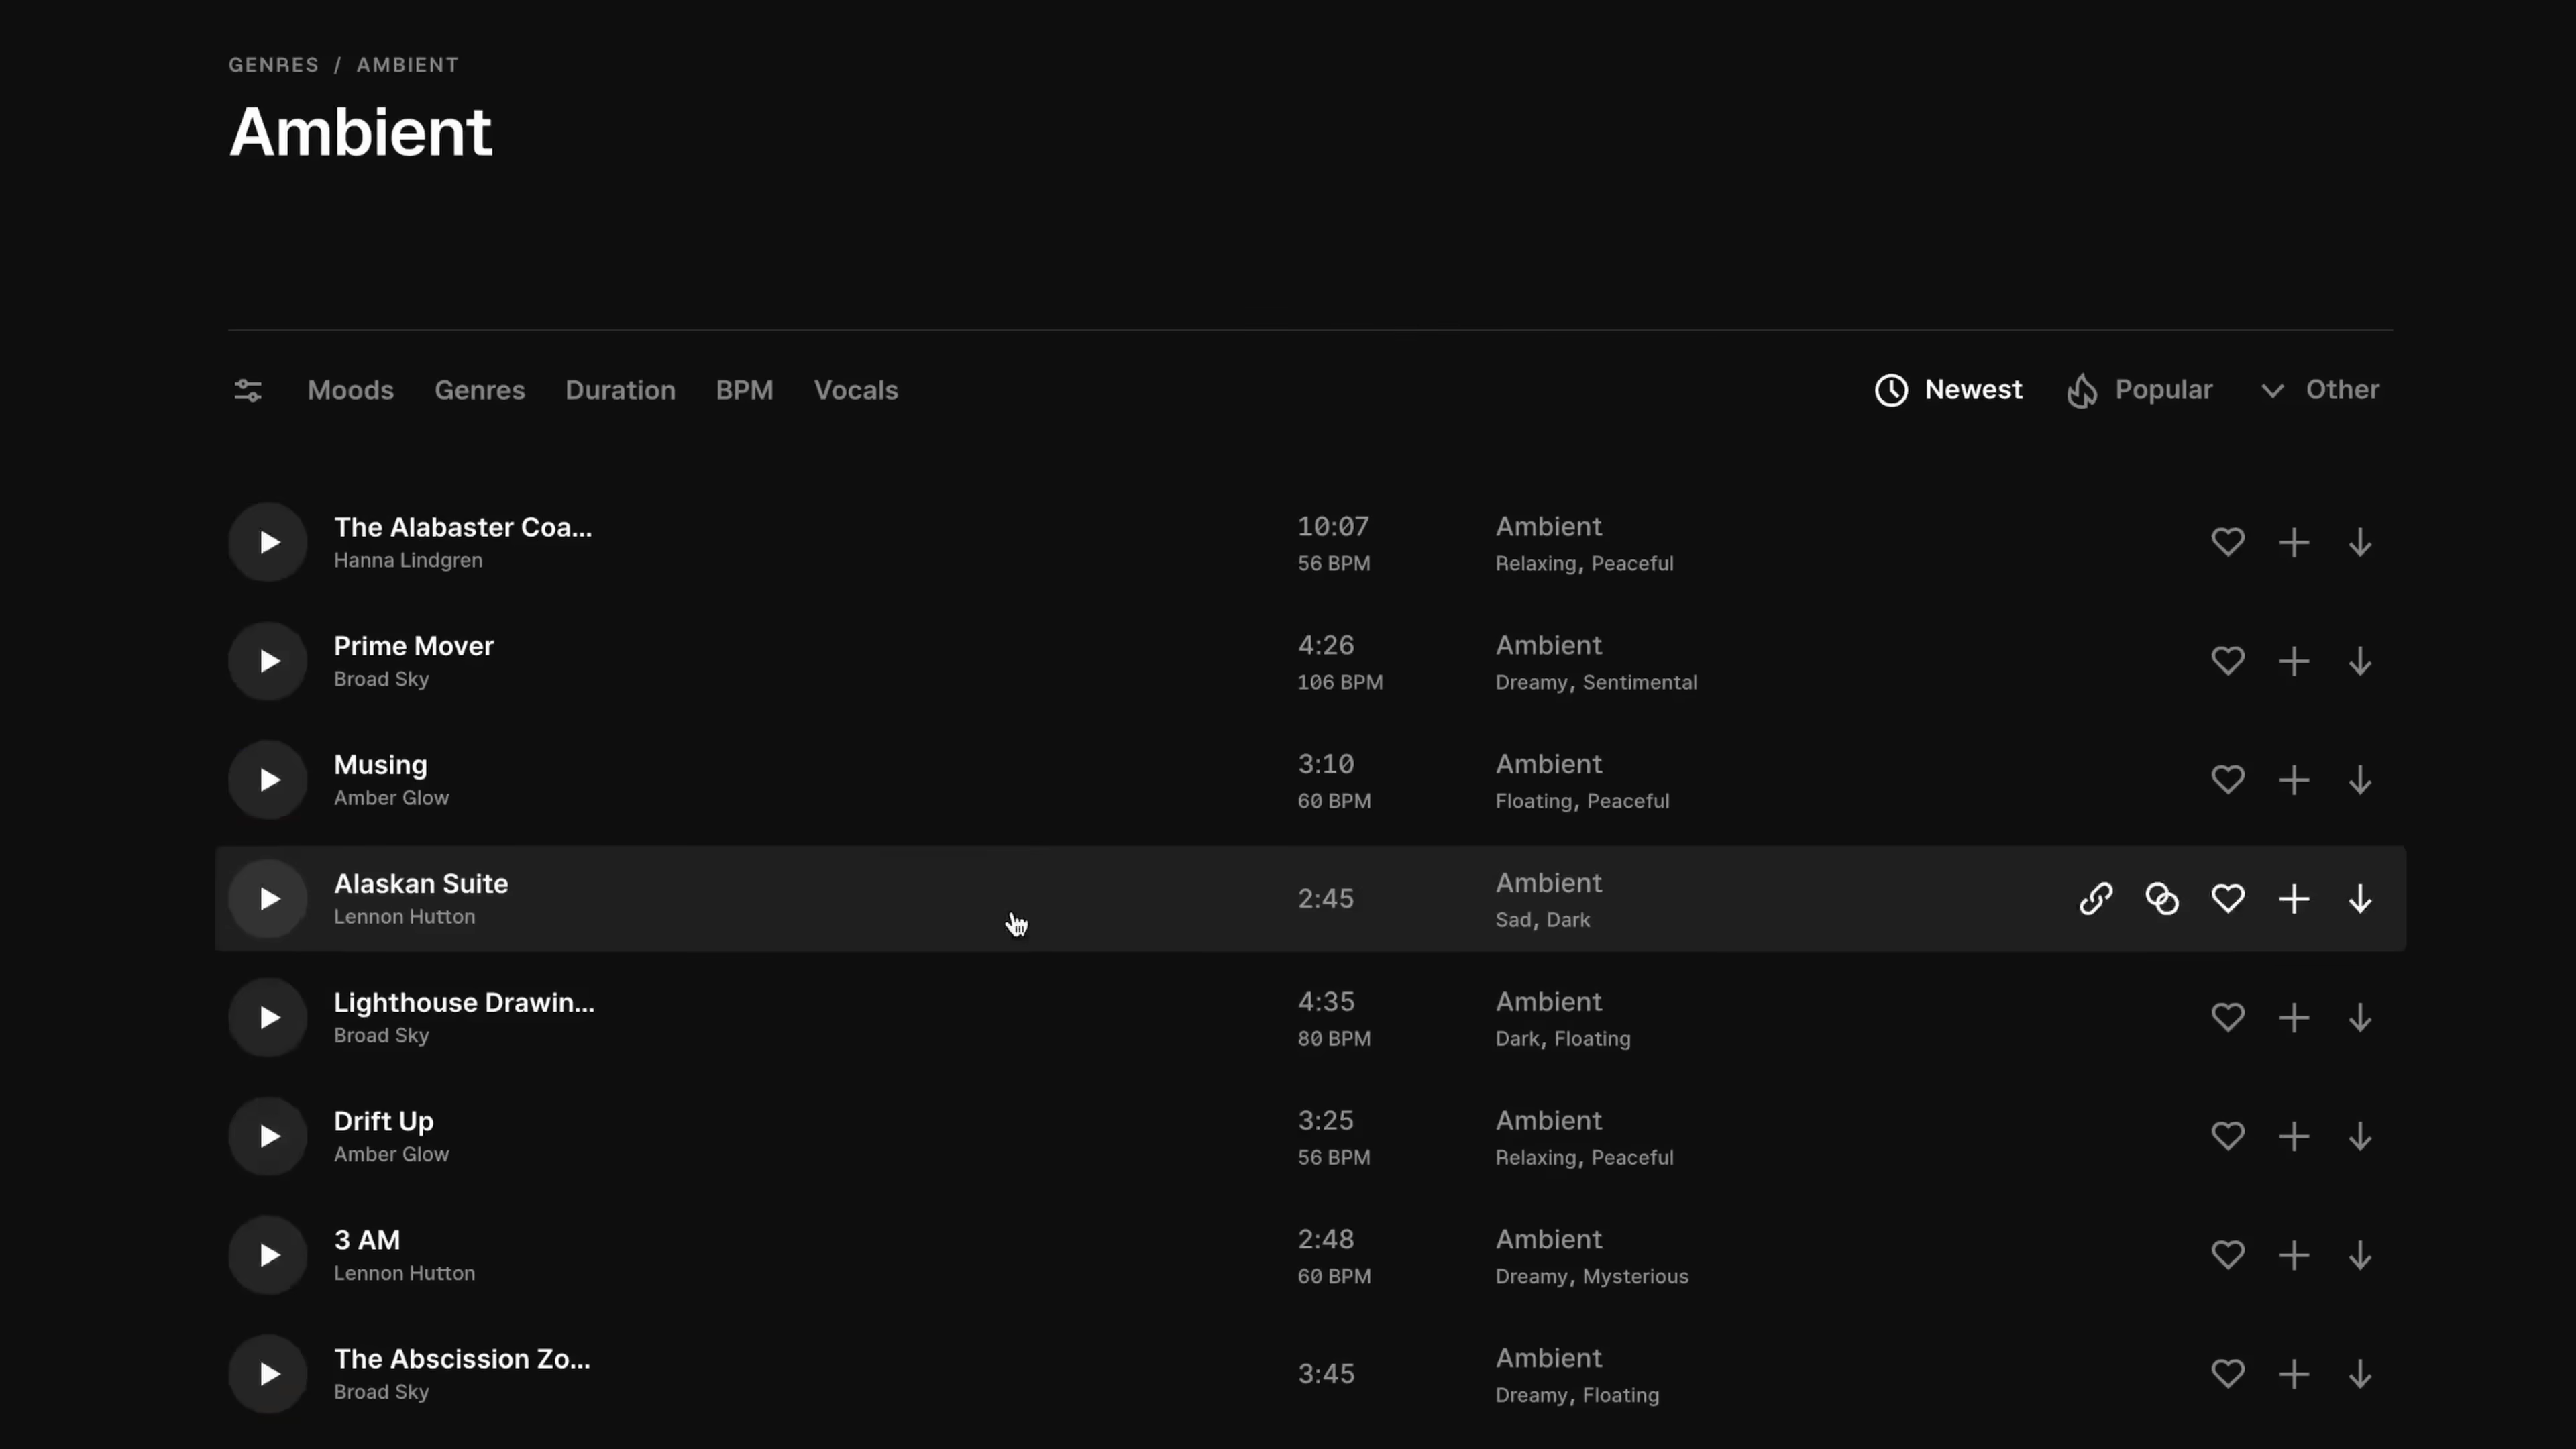 GENRES / AMBIENT
Ambient
Moods Genres Duration BPM Vocals Newest Popular Other
The Alabaster Coa... 10:07 Ambient
Hanna Lindgren 56 BPM Relaxing, Peaceful
Prime Mover 4:26 Ambient
Broad Sky 106 BPM Dreamy, Sentimental
Musing 3:10 Ambient
Amber Glow 60 BPM Floating, Peaceful
Alaskan Suite 2:45 Ambient
Lennon Hutton Sad, Dark
Lighthouse Drawin... 4:35 Ambient
Broad Sky 80 BPM Dark, Floating
Drift Up 3:25 Ambient
Amber Glow 56 BPM Relaxing, Peaceful
3 AM 2:48 Ambient
Lennon Hutton 60 BPM Dreamy, Mysterious
The Abscission Zo... 3:45 Ambient
Broad Sky Dreamy, Floating